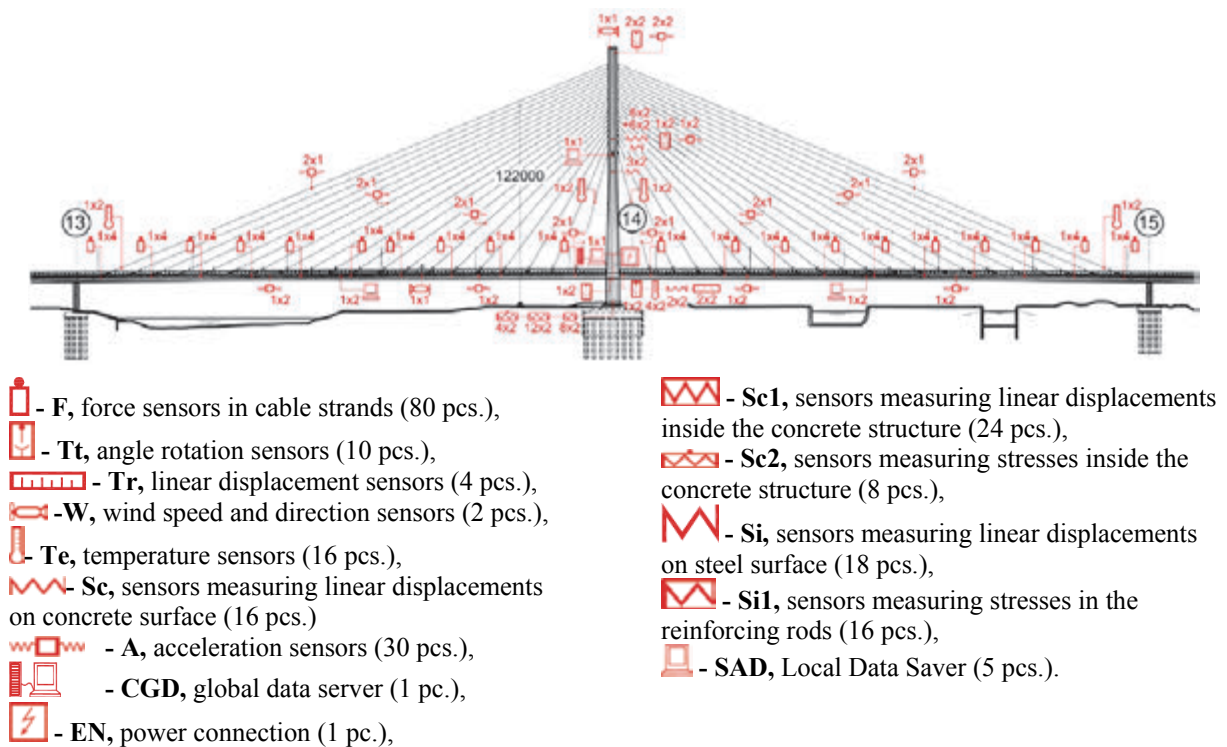 1x1 2x2 2x2
6x2
+6x2 1x2 1x2
1x1
3x2
2x1 2x1
122000
2x1 1x2 1x2 2x1
1x2 2x1 2x1 1x2
13 14 15
2x1 2x1
1x4 1x4 1x4 1x4 1x4 1x4 1x4 1x4 1x4 1x4 1x1 1x4 1x4 1x4 1x4 1x4 1x4 1x4 1x4 1x4 1x4
1x2 1x2 1x1 1x2 1x2 1x2 4x2 2x2 2x2 1x2 1x2 1x2
4x2 12x2 8x2
- F, force sensors in cable strands (80 pcs.),
- Tt, angle rotation sensors (10 pcs.),
- Tr, linear displacement sensors (4 pcs.),
-W, wind speed and direction sensors (2 pcs.),
- Te, temperature sensors (16 pcs.),
- Sc, sensors measuring linear displacements
on concrete surface (16 pcs.)
- A, acceleration sensors (30 pcs.),
- CGD, global data server (1 pc.),
- EN, power connection (1 pc.),
- Sc1, sensors measuring linear displacements
inside the concrete structure (24 pcs.),
- Sc2, sensors measuring stresses inside the
concrete structure (8 pcs.),
- Si, sensors measuring linear displacements
on steel surface (18 pcs.),
- Si1, sensors measuring stresses in the
reinforcing rods (16 pcs.),
- SAD, Local Data Saver (5 pcs.).